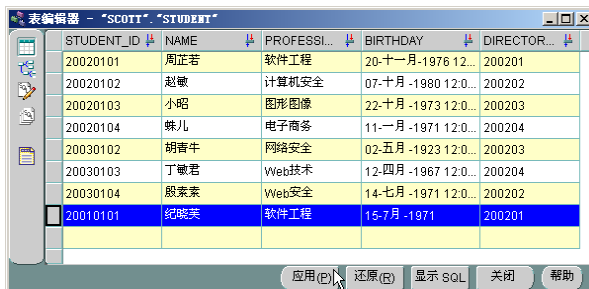 表编辑器 - "SCOTT"."STUDENT"
STUDENT_ID NAME PROFESSI... BIRTHDAY DIRECTOR...
20020101 周芷若 软件工程 20-十一月-1976 12... 200201
20020102 赵敏 计算机安全 07-十月 -1980 12:0... 200202
20020103 小昭 图形图像 22-十月 -1973 12:0... 200203
20020104 蛛儿 电子商务 11-一月 -1971 12:0... 200204
20030102 胡青牛 网络安全 02-五月 -1923 12:0... 200203
20030103 丁敏君 Web技术 12-四月 -1967 12:0... 200204
20030104 殷素素 Web安全 14-七月 -1971 12:0... 200202
20010101 纪晓芙 软件工程 15-7月 -1971 200201
应用(P) 还原(R) 显示 SQL 关闭 帮助